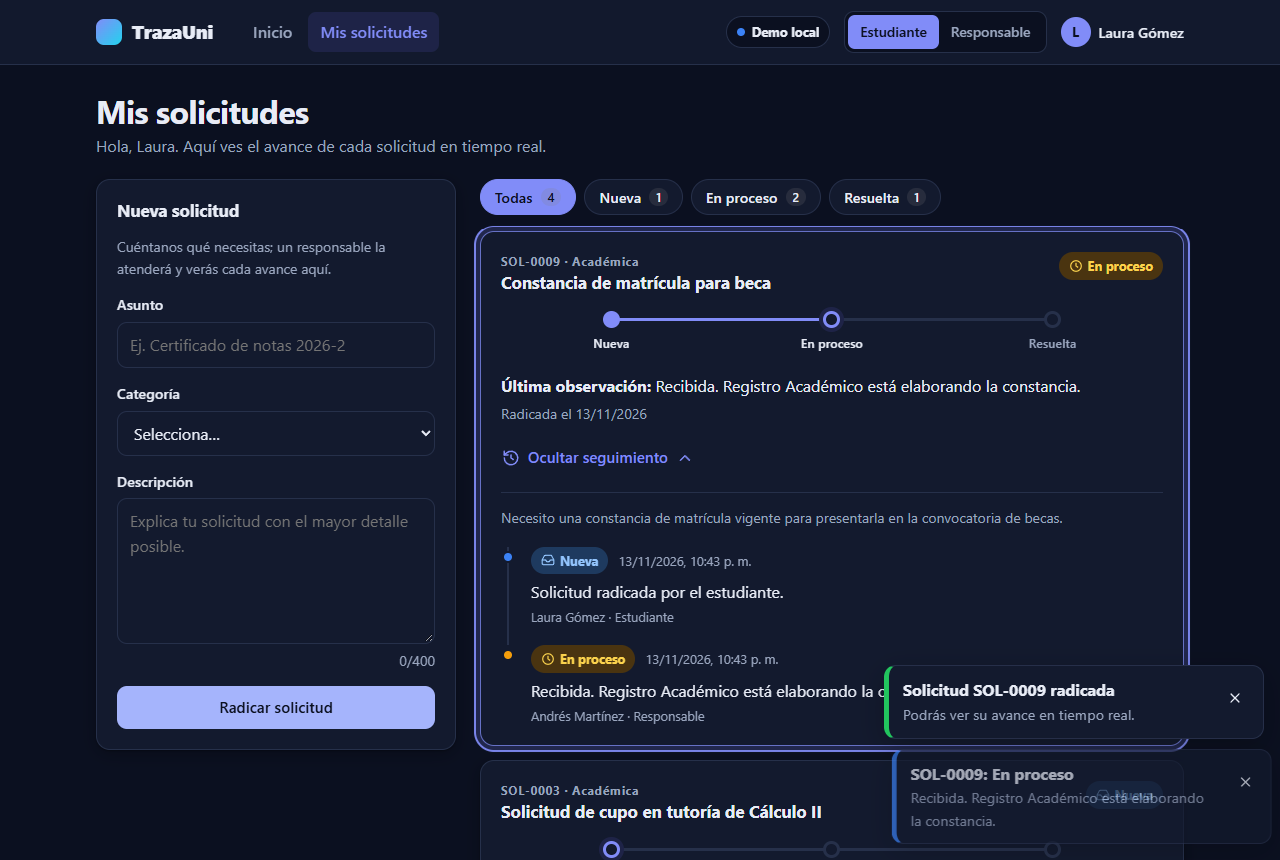 TrazaUni
Inicio
Mis solicitudes
Demo local
Estudiante
Responsable
L
Laura Gómez
Mis solicitudes
Hola, Laura. Aquí ves el avance de cada solicitud en tiempo real.
Nueva solicitud
Cuéntanos qué necesitas; un responsable la
atenderá y verás cada avance aquí.
Asunto
Ej. Certificado de notas 2026-2
Categoría
Selecciona...
Descripción
Explica tu solicitud con el mayor detalle
posible.
0/400
Radicar solicitud
Todas 4
Nueva 1
En proceso 2
Resuelta 1
SOL-0009 · Académica
Constancia de matrícula para beca
En proceso
Nueva
En proceso
Resuelta
Última observación: Recibida. Registro Académico está elaborando la constancia.
Radicada el 13/11/2026
Ocultar seguimiento
Necesito una constancia de matrícula vigente para presentarla en la convocatoria de becas.
Nueva 13/11/2026, 10:43 p. m.
Solicitud radicada por el estudiante.
Laura Gómez · Estudiante
En proceso 13/11/2026, 10:43 p. m.
Recibida. Registro Académico está elaborando la
Andrés Martínez · Responsable
SOL-0003 · Académica
Solicitud de cupo en tutoría de Cálculo II
Nueva
Solicitud SOL-0009 radicada
Podrás ver su avance en tiempo real.
SOL-0009: En proceso
Recibida. Registro Académico está elaborando
la constancia.